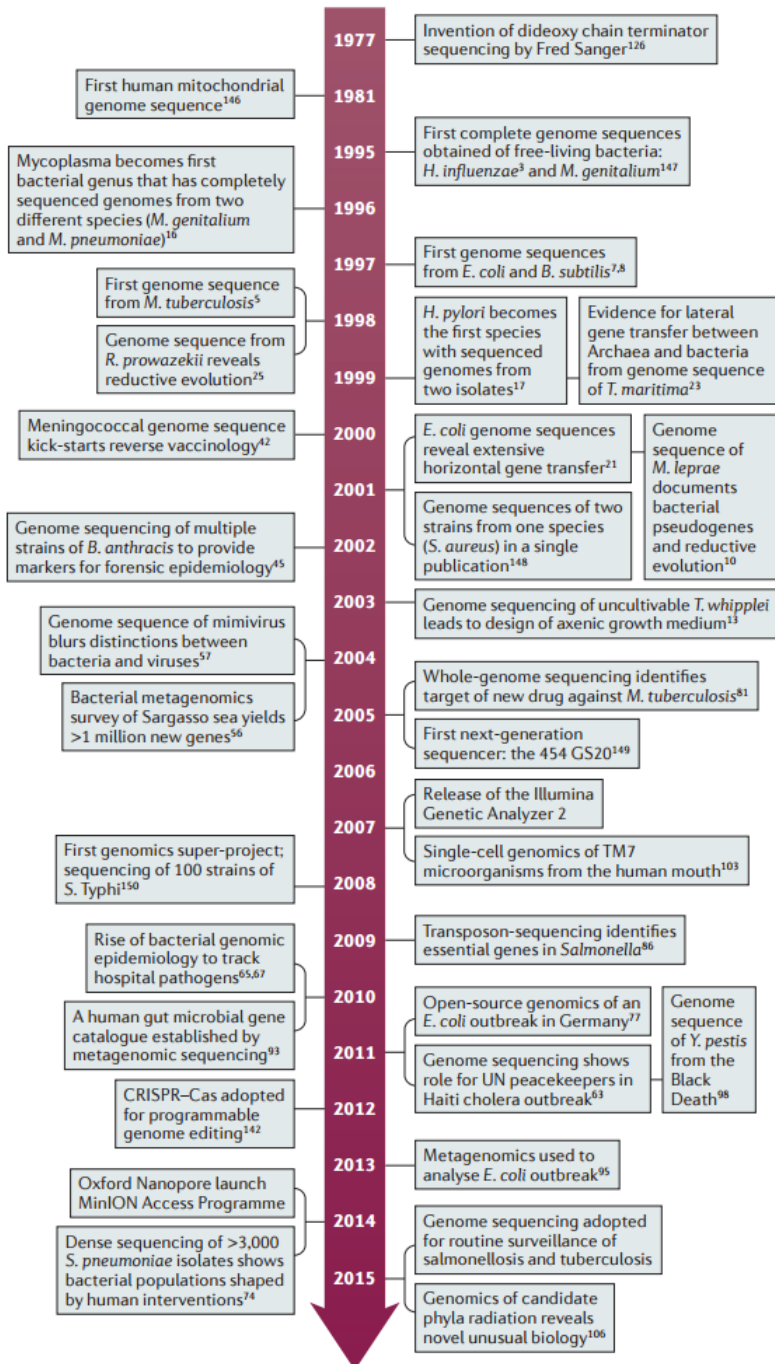 1977
Invention of dideoxy chain terminator
sequencing by Fred Sanger126
First human mitochondrial
genome sequence146
1981
1995
First complete genome sequences
obtained of free-living bacteria:
H. influenzae3 and M. genitalium147
Mycoplasma becomes first
bacterial genus that has completely
sequenced genomes from two
different species (M. genitalium
and M. pneumoniae)16
1996
1997
First genome sequences
from E. coli and B. subtilis7,8
First genome sequence
from M. tuberculosis5
Genome sequence from
R. prowazekii reveals
reductive evolution25
1998
1999
H. pylori becomes
the first species
with sequenced
genomes from
two isolates17
Evidence for lateral
gene transfer between
Archaea and bacteria
from genome sequence
of T. maritima23
Meningococcal genome sequence
kick-starts reverse vaccinology42
2000
2001
E. coli genome sequences
reveal extensive
horizontal gene transfer21
Genome sequences of two
strains from one species
(S. aureus) in a single
publication148
Genome
sequence of
M. leprae
documents
bacterial
pseudogenes
and reductive
evolution10
Genome sequencing of multiple
strains of B. anthracis to provide
markers for forensic epidemiology45
2002
2003
Genome sequencing of uncultivable T. whipplei
leads to design of axenic growth medium13
Genome sequence of mimivirus
blurs distinctions between
bacteria and viruses57
Bacterial metagenomics
survey of Sargasso sea yields
>1 million new genes56
2004
2005
Whole-genome sequencing identifies
target of new drug against M. tuberculosis81
First next-generation
sequencer: the 454 GS20149
2006
2007
Release of the Illumina
Genetic Analyzer 2
Single-cell genomics of TM7
microorganisms from the human mouth103
First genomics super-project;
sequencing of 100 strains of
S. Typhi150
2008
2009
Transposon-sequencing identifies
essential genes in Salmonella86
Rise of bacterial genomic
epidemiology to track
hospital pathogens65,67
A human gut microbial gene
catalogue established by
metagenomic sequencing93
2010
2011
Open-source genomics of an
E. coli outbreak in Germany77
Genome sequencing shows
role for UN peacekeepers in
Haiti cholera outbreak63
Genome
sequence
of Y. pestis
from the
Black
Death98
CRISPR–Cas adopted
for programmable
genome editing142
2012
2013
Metagenomics used to
analyse E. coli outbreak95
Oxford Nanopore launch
MinION Access Programme
Dense sequencing of >3,000
S. pneumoniae isolates shows
bacterial populations shaped
by human interventions74
2014
2015
Genome sequencing adopted
for routine surveillance of
salmonellosis and tuberculosis
Genomics of candidate
phyla radiation reveals
novel unusual biology106